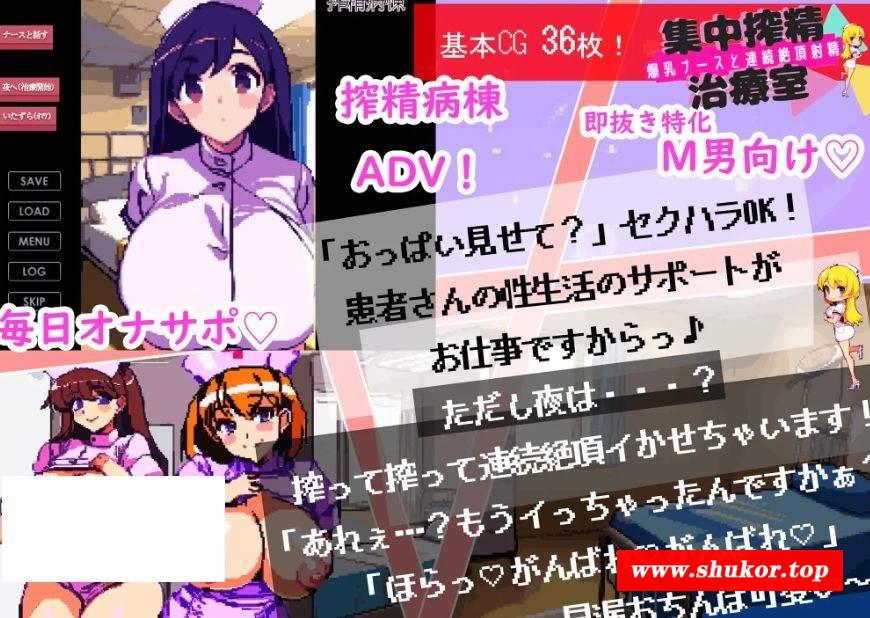 搾精病棟
ナースと話す
夜へ(治療開始)
いたずら(オワ)
SAVE
LOAD
MENU
LOG
SKIP
基本CG 36枚！
集中搾精
爆乳ナースと連続絶頂射精
治療室
搾精病棟
ADV！
即抜き特化
M男向け♡
「おっぱい見せて？」セクハラOK！
患者さんの性生活のサポートが
お仕事ですからっ♪
毎日オナサポ♡
ただし夜は・・・？
搾って搾って連続絶頂イかせちゃいます！
「あれぇ…？もうイっちゃったんですかぁ
「ほらっ♡がんばれ♡がんばれ♡」
www.shukor.top